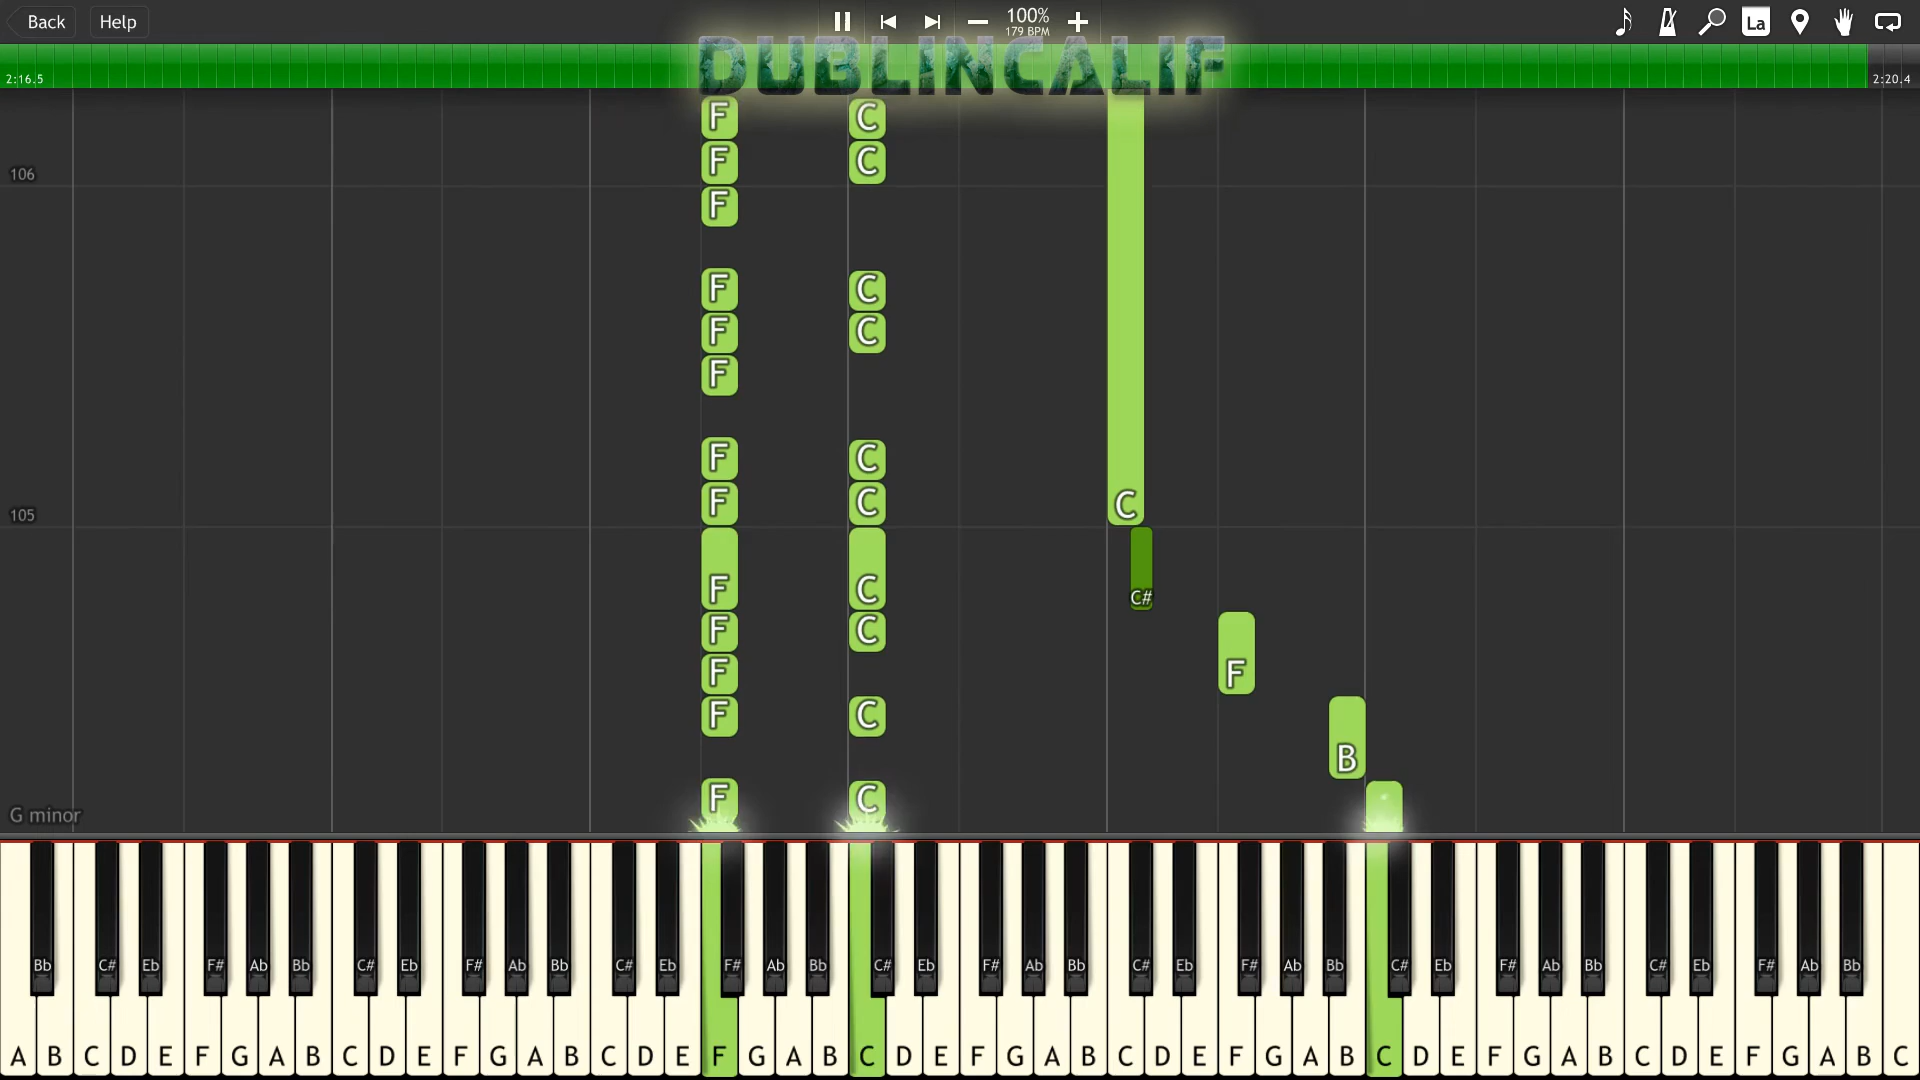 Back Help 100%
179 BPM La
DUBLINCALIF
2:16.5 2:20.4
F C
106
F C
F
F C
F C
F
F C
105
F C C
F C C#
F C
F F
F C
B
F C
G minor
Bb C# Eb F# Ab Bb C# Eb F# Ab Bb C# Eb F# Ab Bb C# Eb F# Ab Bb C# Eb F# Ab Bb C# Eb F# Ab Bb C# Eb F# Ab Bb
A B C D E F G A B C D E F G A B C D E F G A B C D E F G A B C D E F G A B C D E F G A B C D E F G A B C